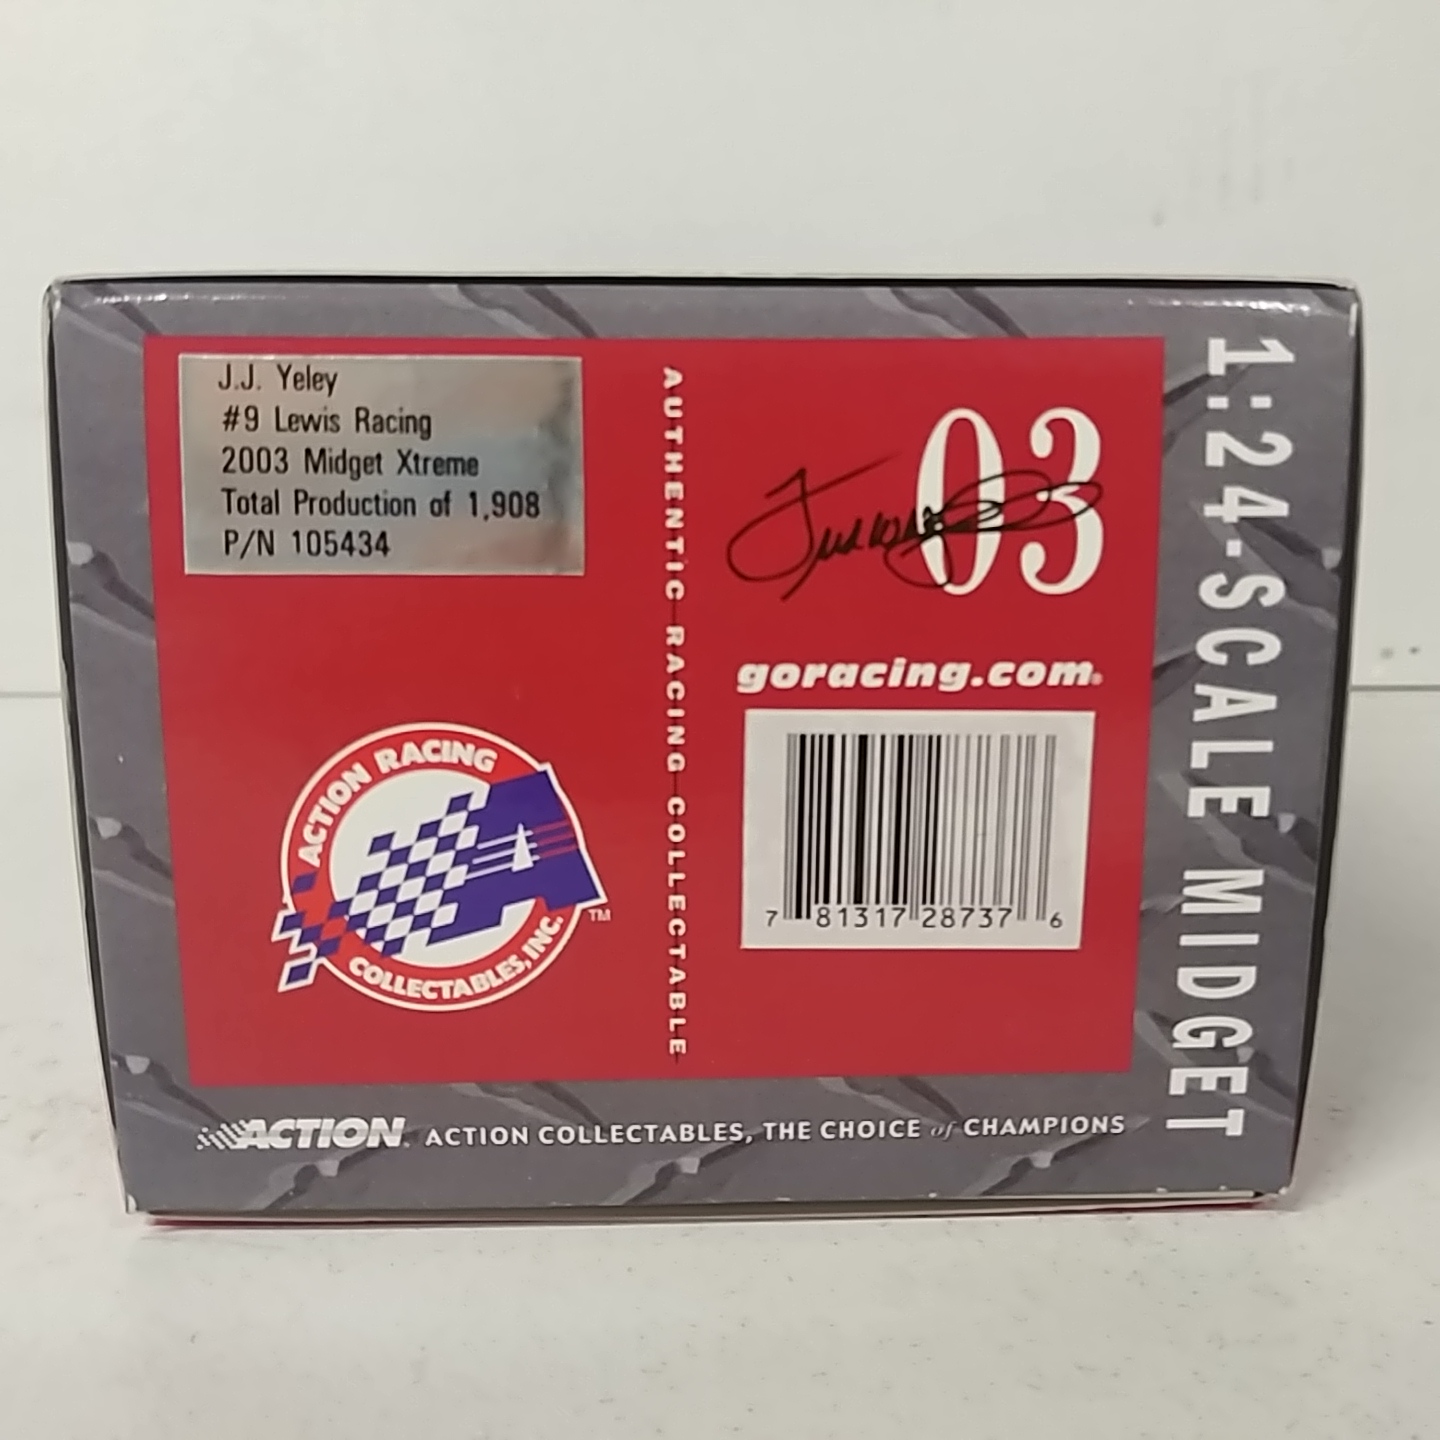 J.J. Yeley
#9 Lewis Racing
2003 Midget Xtreme
Total Production of 1,908
P/N 105434
ACTION RACING
COLLECTABLES, INC.
TM
AUTHENTIC RACING COLLECTABLE
03
goracing.com®
7 81317 28737 6
1:24-SCALE MIDGET
ACTION® ACTION COLLECTABLES, THE CHOICE of CHAMPIONS